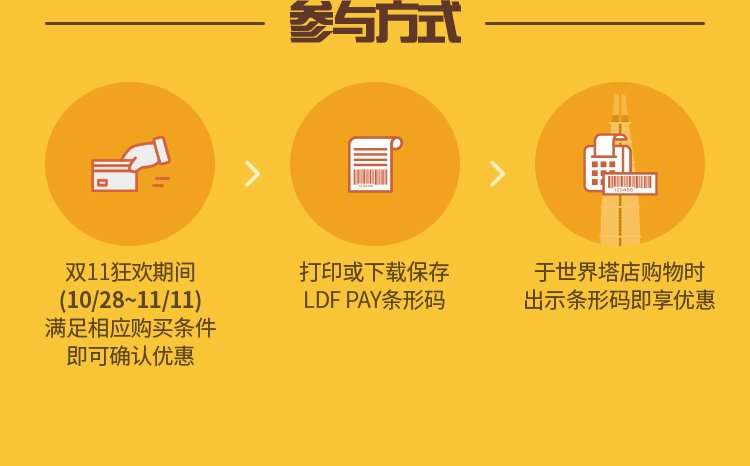 参与方式
双11狂欢期间
(10/28~11/11)
满足相应购买条件
即可确认优惠
打印或下载保存
LDF PAY条形码
于世界塔店购物时
出示条形码即享优惠
123456
123456